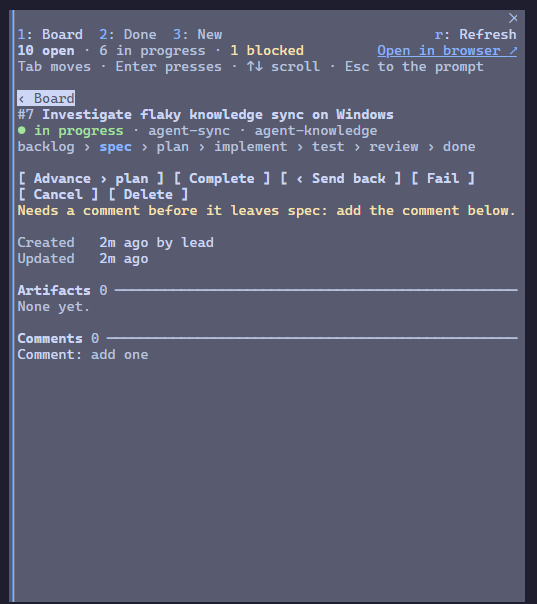 ×
1: Board  2: Done  3: New  r: Refresh
10 open · 6 in progress · 1 blocked  Open in browser ↗
Tab moves · Enter presses · ↑↓ scroll · Esc to the prompt
‹ Board
#7 Investigate flaky knowledge sync on Windows
● in progress · agent-sync · agent-knowledge
backlog › spec › plan › implement › test › review › done
[ Advance › plan ] [ Complete ] [ ‹ Send back ] [ Fail ]
[ Cancel ] [ Delete ]
Needs a comment before it leaves spec: add the comment below.
Created   2m ago by lead
Updated   2m ago
Artifacts 0
None yet.
Comments 0
Comment: add one